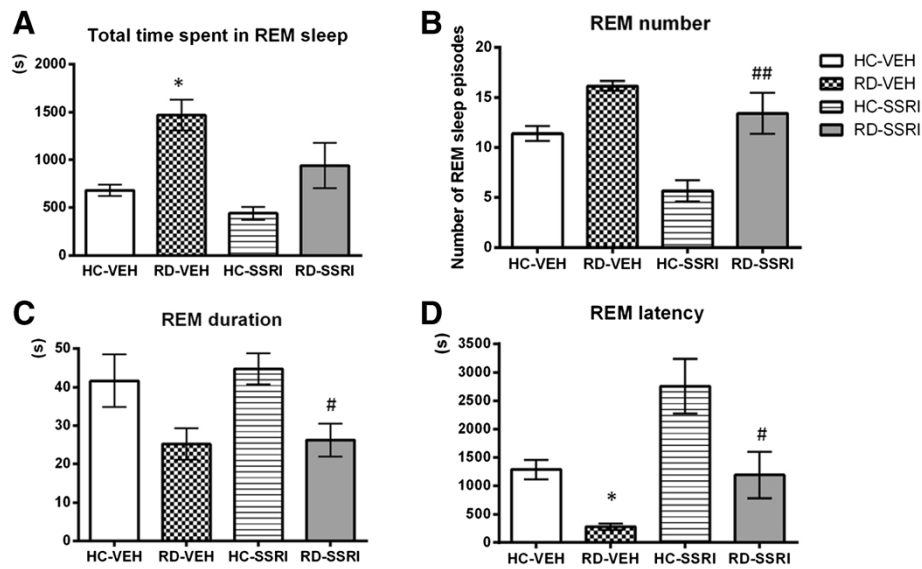 A
Total time spent in REM sleep
(s)
2000
1500
1000
500
0
*
HC-VEH RD-VEH HC-SSRI RD-SSRI
B
REM number
Number of REM sleep episodes
20
15
10
5
0
##
HC-VEH RD-VEH HC-SSRI RD-SSRI
HC-VEH
RD-VEH
HC-SSRI
RD-SSRI
C
REM duration
(s)
50
40
30
20
10
0
#
HC-VEH RD-VEH HC-SSRI RD-SSRI
D
REM latency
(s)
3500
3000
2500
2000
1500
1000
500
0
*
#
HC-VEH RD-VEH HC-SSRI RD-SSRI